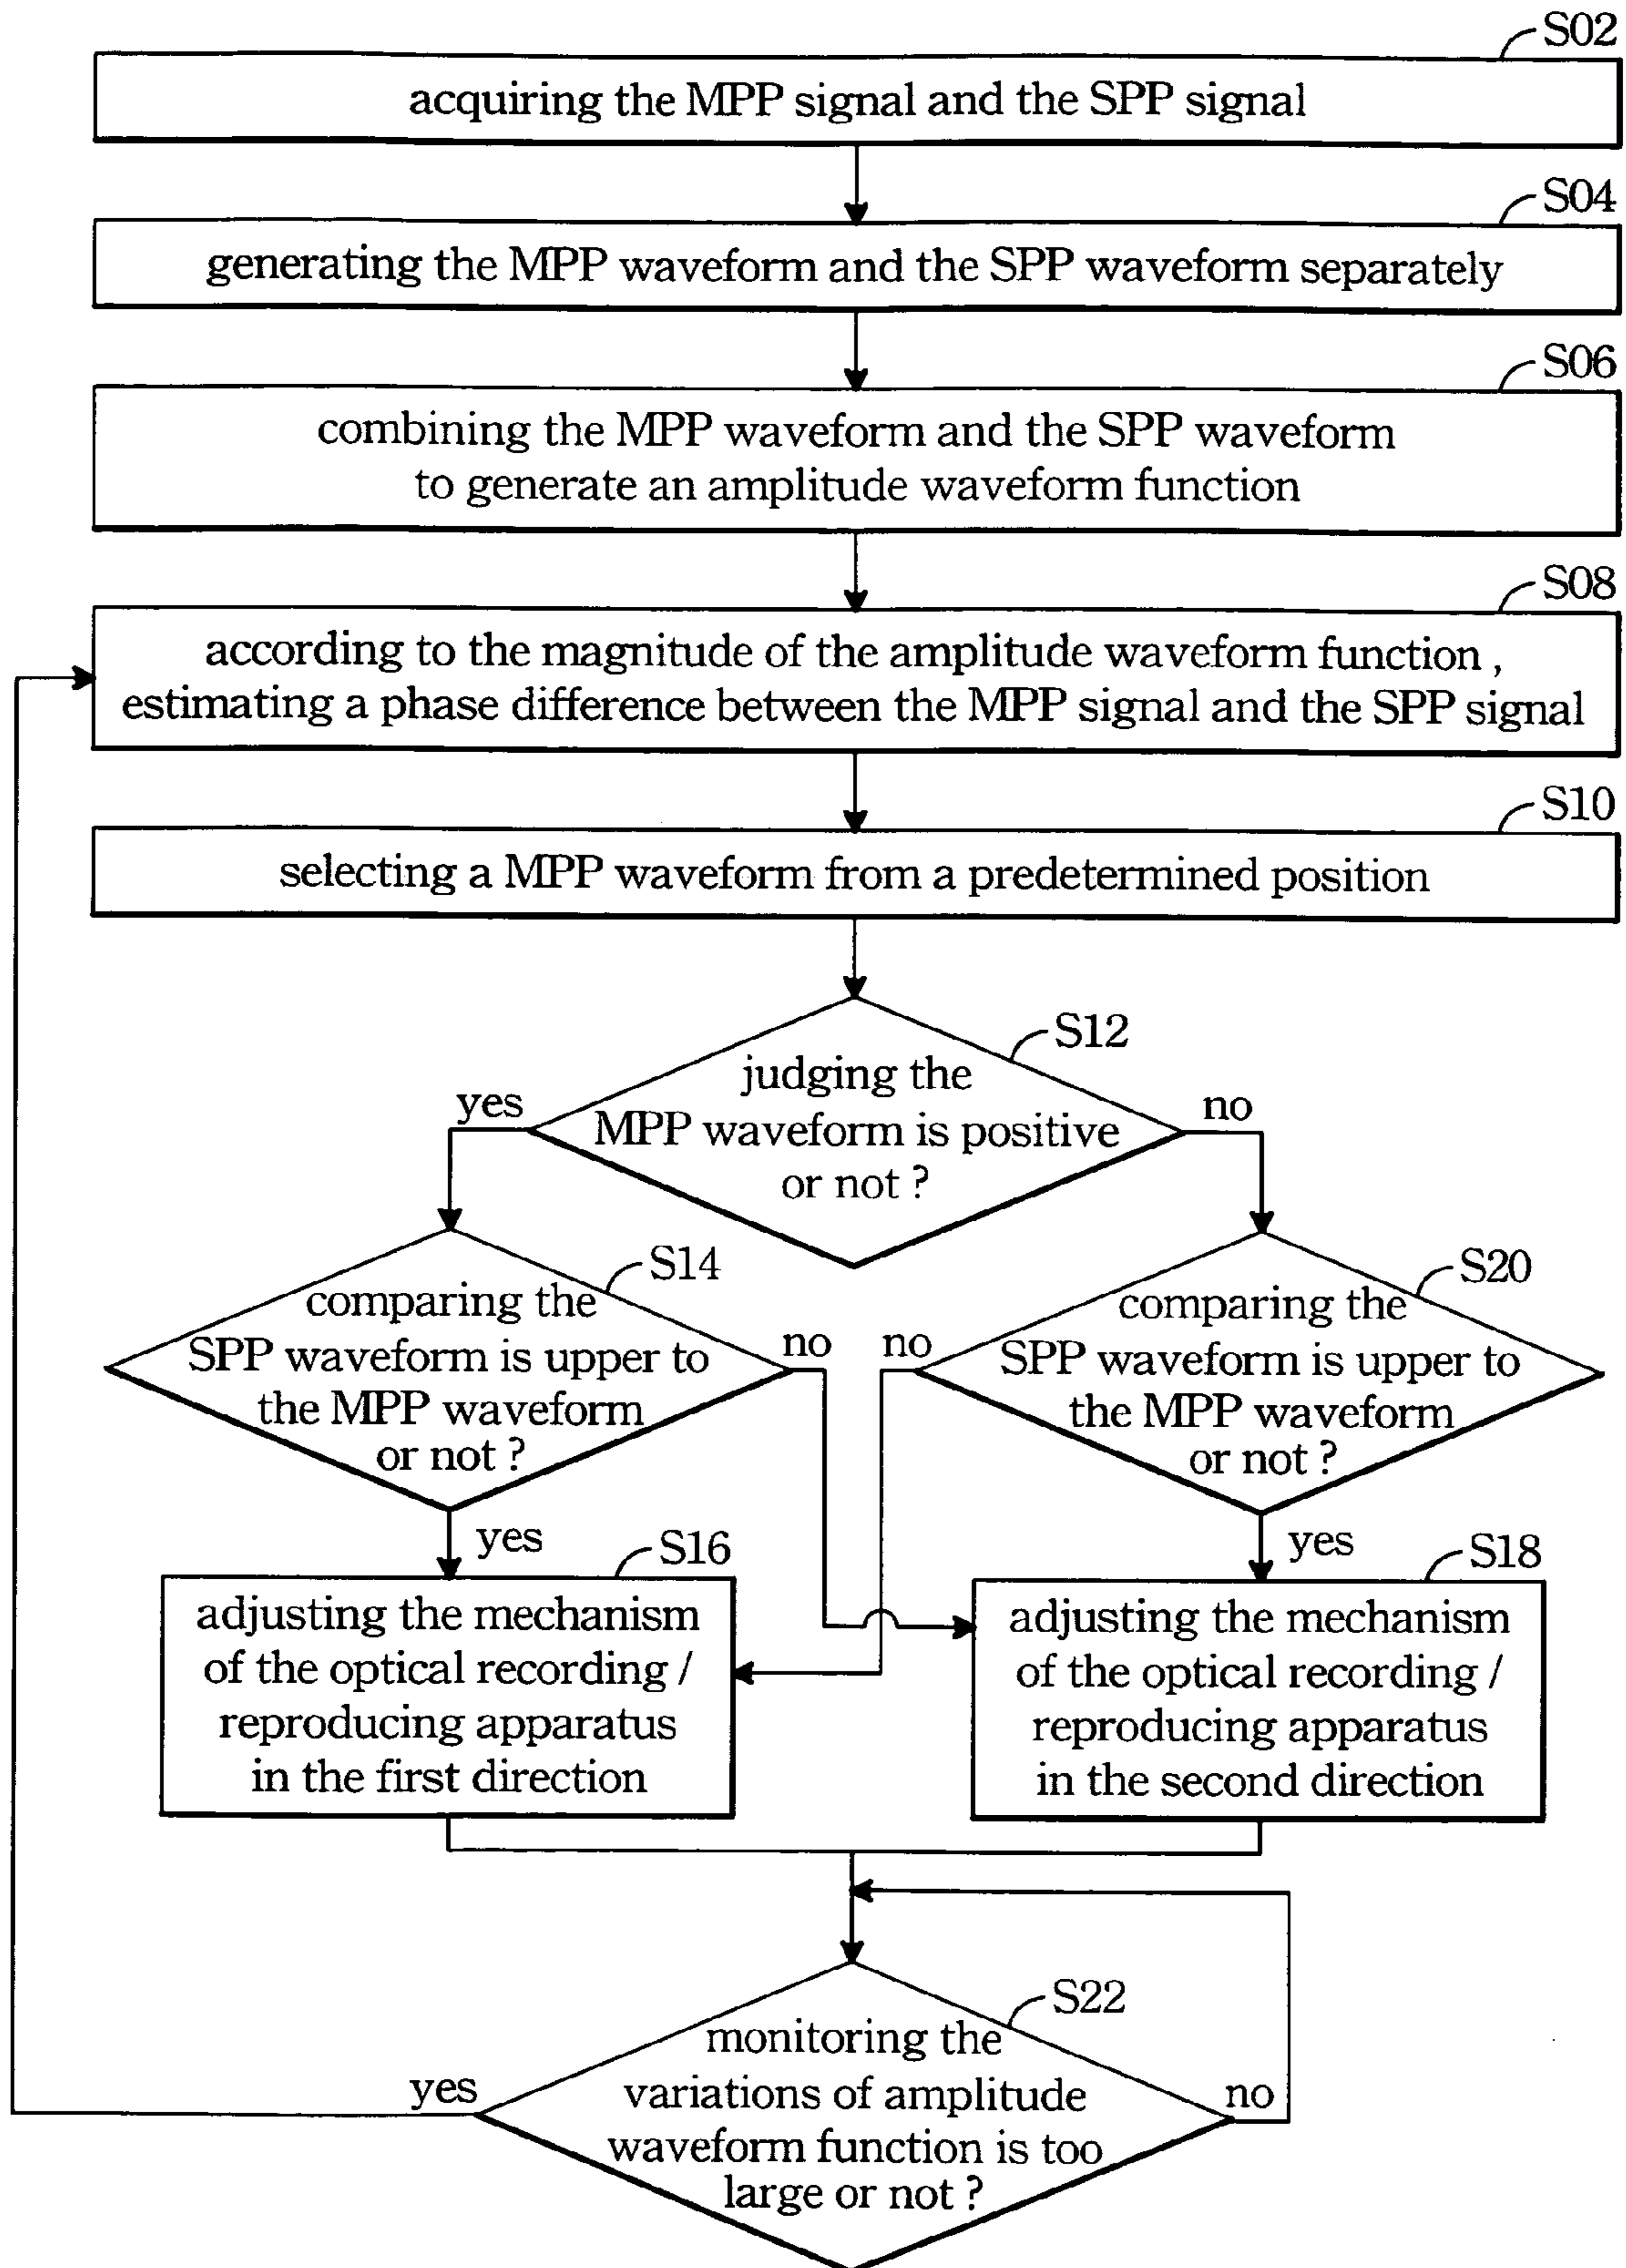 S02
acquiring the MPP signal and the SPP signal
S04
generating the MPP waveform and the SPP waveform separately
S06
combining the MPP waveform and the SPP waveform
to generate an amplitude waveform function
S08
according to the magnitude of the amplitude waveform function ,
estimating a phase difference between the MPP signal and the SPP signal
S10
selecting a MPP waveform from a predetermined position
S12
judging the
MPP waveform is positive
or not ?
yes
no
S14
comparing the
SPP waveform is upper to
the MPP waveform
or not ?
no
yes
S20
comparing the
SPP waveform is upper to
the MPP waveform
or not ?
no
yes
S16
adjusting the mechanism
of the optical recording /
reproducing apparatus
in the first direction
S18
adjusting the mechanism
of the optical recording /
reproducing apparatus
in the second direction
S22
monitoring the
variations of amplitude
waveform function is too
large or not ?
yes
no